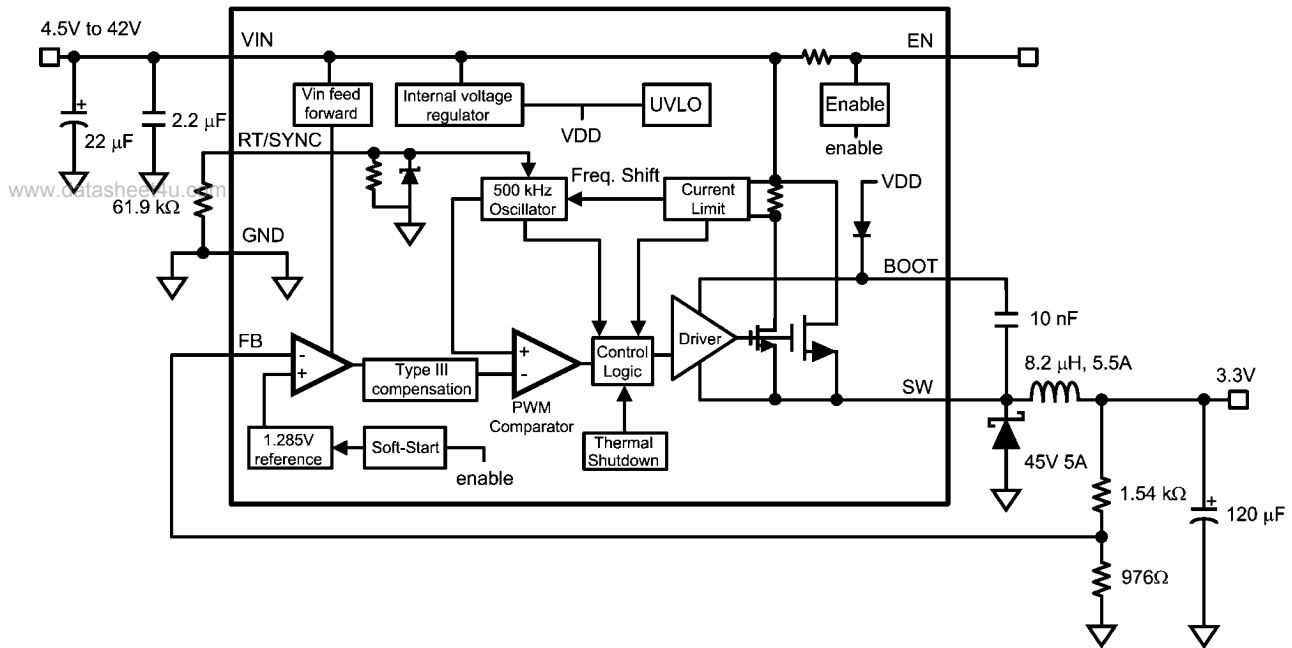 4.5V to 42V
VIN
EN
Vin feed
forward
Internal voltage
regulator
UVLO
Enable
22 μF
2.2 μF
VDD
enable
RT/SYNC
www.datasheet4u.com
61.9 kΩ
500 kHz
Oscillator
Freq. Shift
Current
Limit
VDD
GND
BOOT
10 nF
FB
-
+
Type III
compensation
+
-
PWM
Comparator
Control
Logic
Driver
8.2 μH, 5.5A
SW
3.3V
1.285V
reference
Soft-Start
enable
Thermal
Shutdown
45V 5A
1.54 kΩ
+
120 μF
976Ω
+